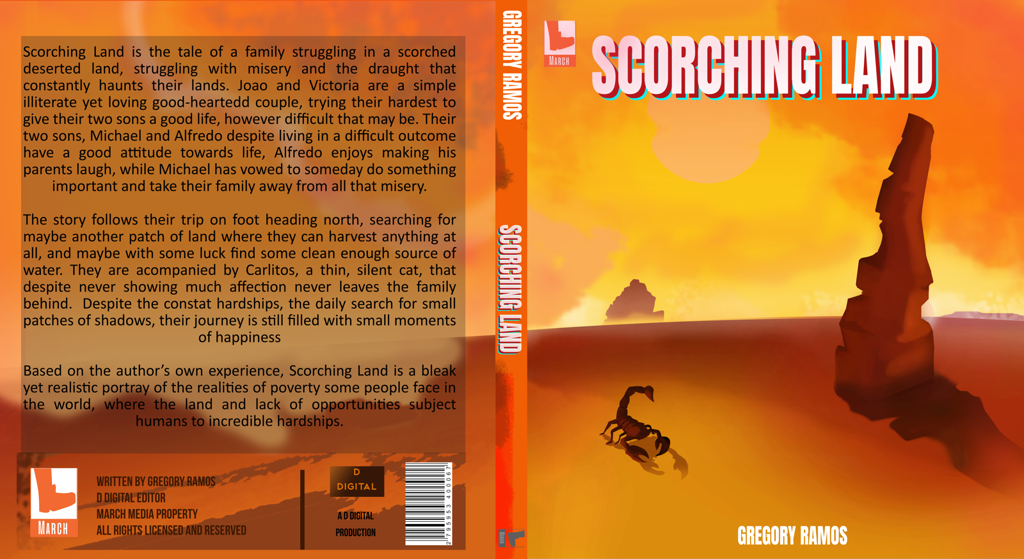 Scorching Land is the tale of a family struggling in a scorched
deserted land, struggling with misery and the draught that
constantly haunts their lands. Joao and Victoria are a simple
illiterate yet loving good-heartedd couple, trying their hardest to
give their two sons a good life, however difficult that may be. Their
two sons, Michael and Alfredo despite living in a difficult outcome
have a good attitude towards life, Alfredo enjoys making his
parents laugh, while Michael has vowed to someday do something
important and take their family away from all that misery.
The story follows their trip on foot heading north, searching for
maybe another patch of land where they can harvest anything at
all, and maybe with some luck find some clean enough source of
water. They are acompanied by Carlitos, a thin, silent cat, that
despite never showing much affection never leaves the family
behind. Despite the constat hardships, the daily search for small
patches of shadows, their journey is still filled with small moments
of happiness
Based on the author's own experience, Scorching Land is a bleak
yet realistic portray of the realities of poverty some people face in
the world, where the land and lack of opportunities subject
humans to incredible hardships.
MARCH
WRITTEN BY GREGORY RAMOS
D DIGITAL EDITOR
MARCH MEDIA PROPERTY
ALL RIGHTS LICENSED AND RESERVED
D
DIGITAL
A D DIGITAL
PRODUCTION
2 795953 400067
GREGORY RAMOS
SCORCHING LAND
MARCH
SCORCHING LAND
GREGORY RAMOS